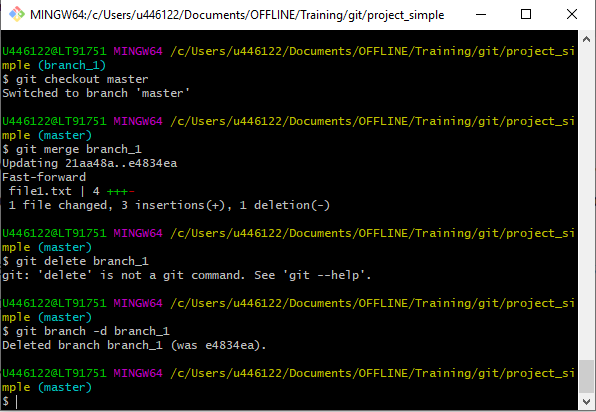 MINGW64:/c/Users/u446122/Documents/OFFLINE/Training/git/project_simple
U446122@LT91751 MINGW64 /c/Users/u446122/Documents/OFFLINE/Training/git/project_si
mple (branch_1)
$ git checkout master
Switched to branch 'master'
U446122@LT91751 MINGW64 /c/Users/u446122/Documents/OFFLINE/Training/git/project_si
mple (master)
$ git merge branch_1
Updating 21aa48a..e4834ea
Fast-forward
 file1.txt | 4 +++-
 1 file changed, 3 insertions(+), 1 deletion(-)
U446122@LT91751 MINGW64 /c/Users/u446122/Documents/OFFLINE/Training/git/project_si
mple (master)
$ git delete branch_1
git: 'delete' is not a git command. See 'git --help'.
U446122@LT91751 MINGW64 /c/Users/u446122/Documents/OFFLINE/Training/git/project_si
mple (master)
$ git branch -d branch_1
Deleted branch branch_1 (was e4834ea).
U446122@LT91751 MINGW64 /c/Users/u446122/Documents/OFFLINE/Training/git/project_si
mple (master)
$